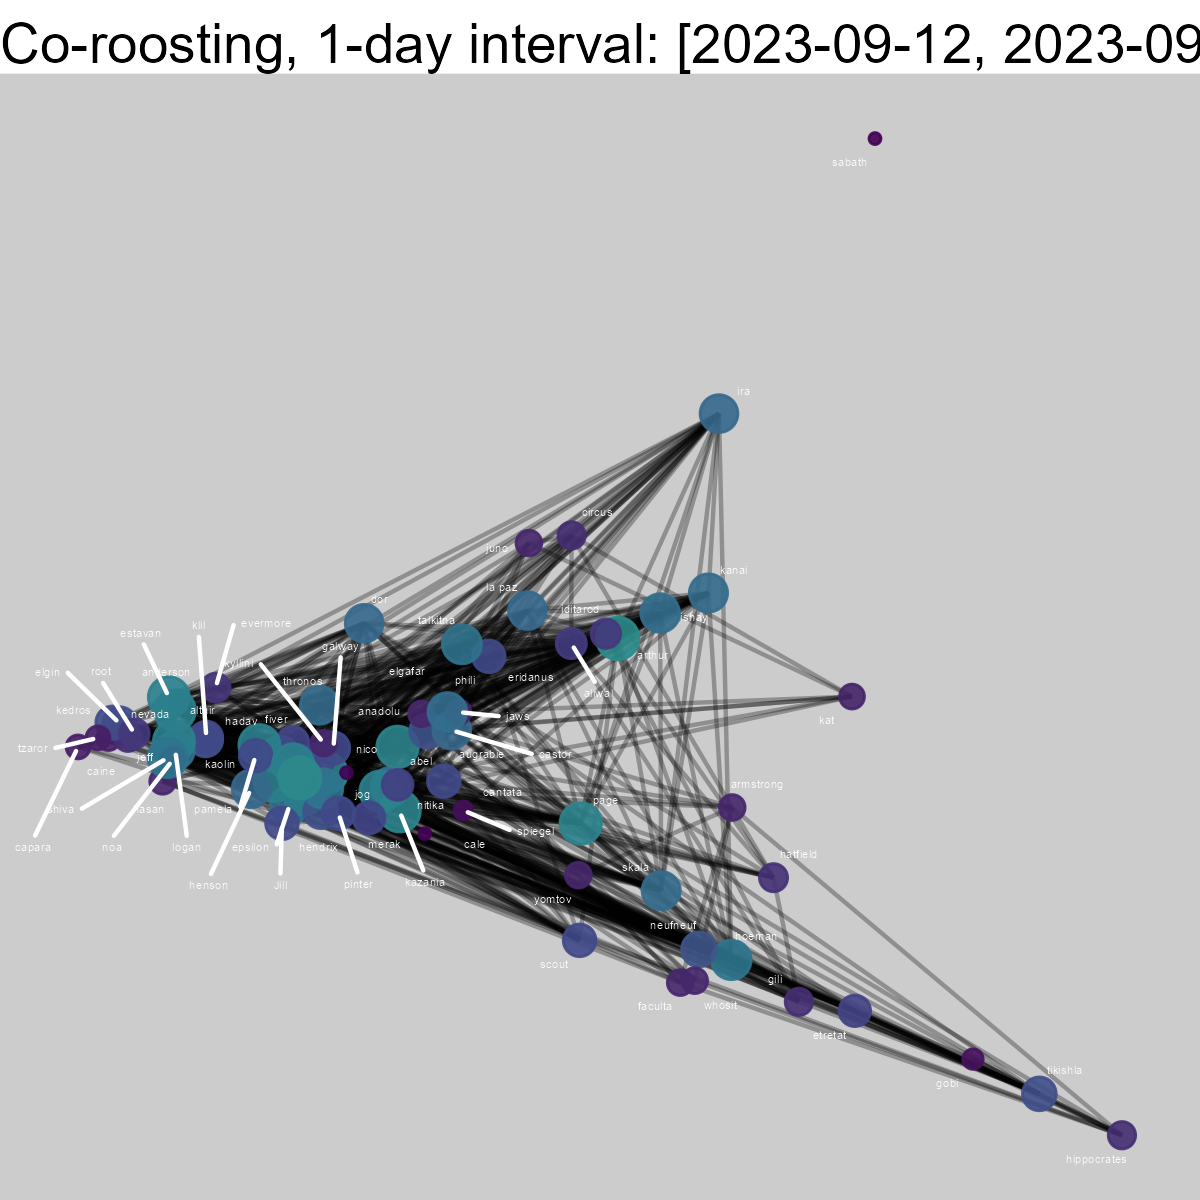 Co-roosting, 1-day interval: [2023-09-12, 2023-09
sabath
ira
circus
juno
kanai
la paz
dor
iditarod
ishay
talkitna
klil
evermore
estavan
galway
arthur
kyllini
elgin
root
anderson
elgafar
phili
eridanus
thronos
aliwal
kedros
nevada
altair
anadolu
jaws
hadav
fiver
kat
tzaror
nico
augrabie
castor
jeff
kaolin
abel
caine
armstrong
cantata
jog
page
shiva
hasan
pamela
nitika
spiegel
capara
noa
logan
epsilon
hendrix
merak
cale
hatfield
skala
henson
Jill
pinter
kazania
yomtov
neufneuf
hoeman
scout
gili
faculta
whosit
etretat
tikishla
gobi
hippocrates